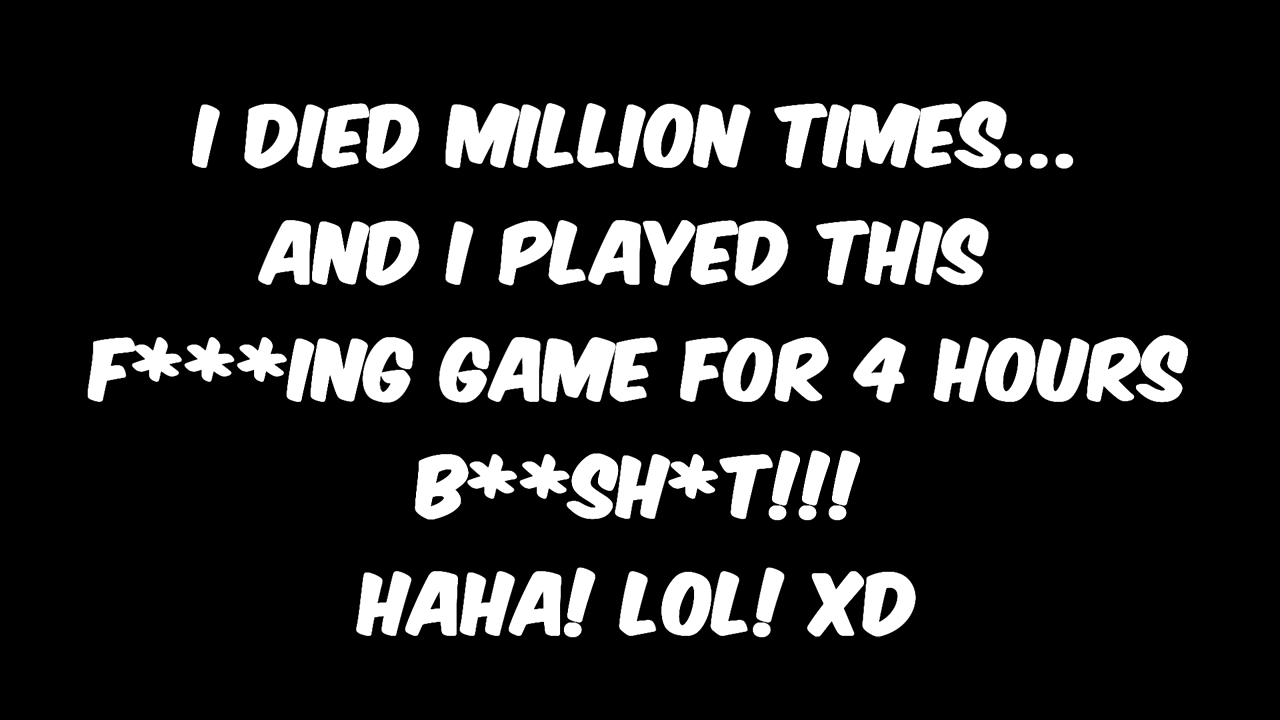 I DIED MILLION TIMES...
AND I PLAYED THIS
F***ING GAME FOR 4 HOURS
B**SH*T!!!
HAHA! LOL! XD